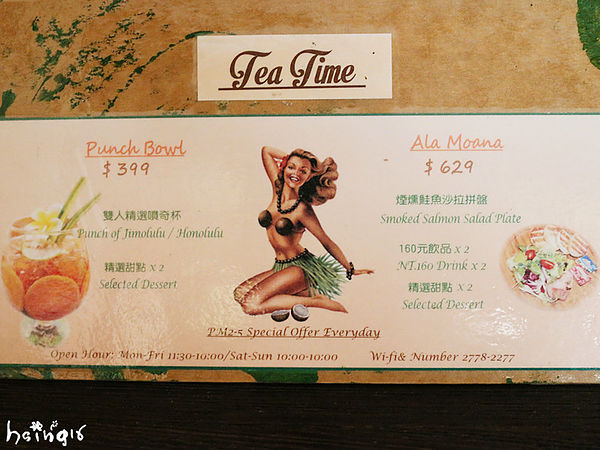 Tea Time
Punch Bowl
$399
雙人精選噴奇杯
Punch of Jimolulu / Honolulu
精選甜點 x 2
Selected Dessert
Ala Moana
$629
煙燻鮭魚沙拉拼盤
Smoked Salmon Salad Plate
160元飲品 x 2
NT.160 Drink x 2
精選甜點 x 2
Selected Dessert
P.M2-5 Special Offer Everyday
Open Hour: Mon-Fri 11:30-10:00/Sat-Sun 10:00-10:00 Wi-fi& Number 2778-2277
hsing16